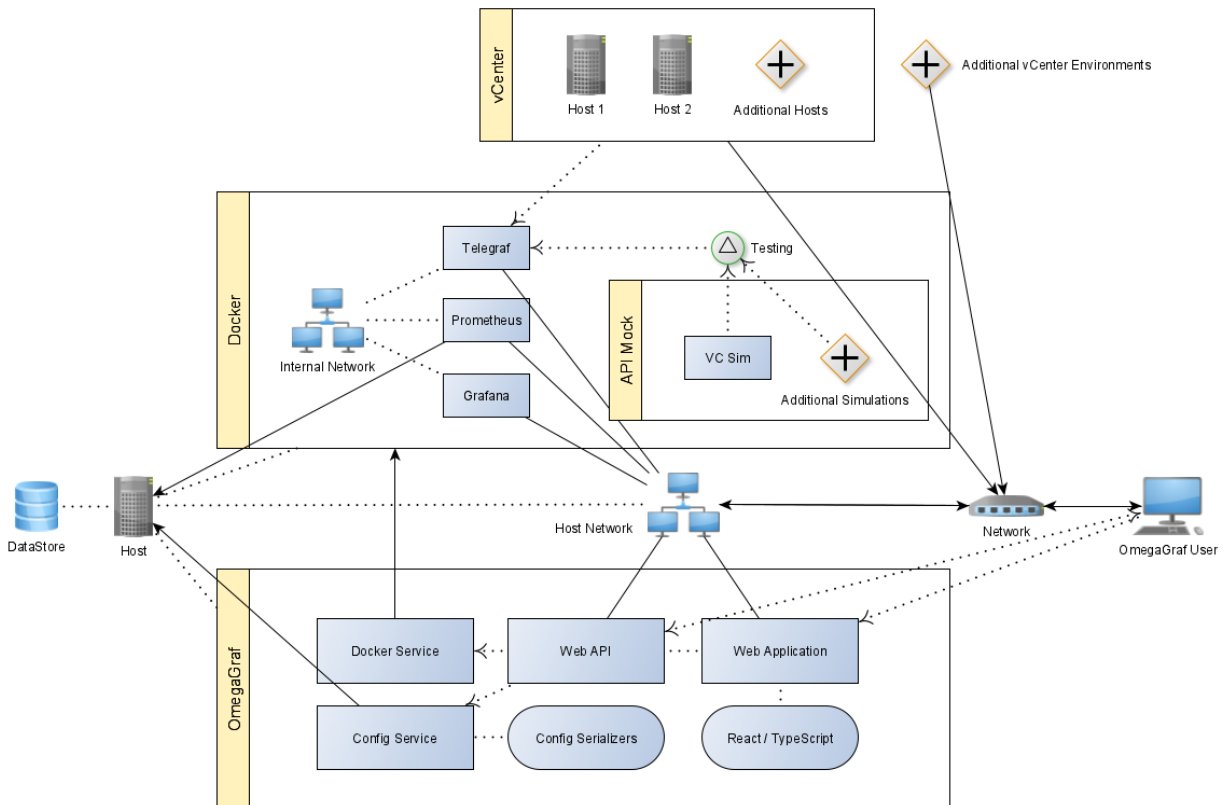 vCenter
Host 1
Host 2
Additional Hosts
Additional vCenter Environments
Docker
Telegraf
Testing
Prometheus
Internal Network
Grafana
API Mock
VC Sim
Additional Simulations
DataStore
Host
Host Network
Network
OmegaGraf User
OmegaGraf
Docker Service
Web API
Web Application
Config Service
Config Serializers
React / TypeScript